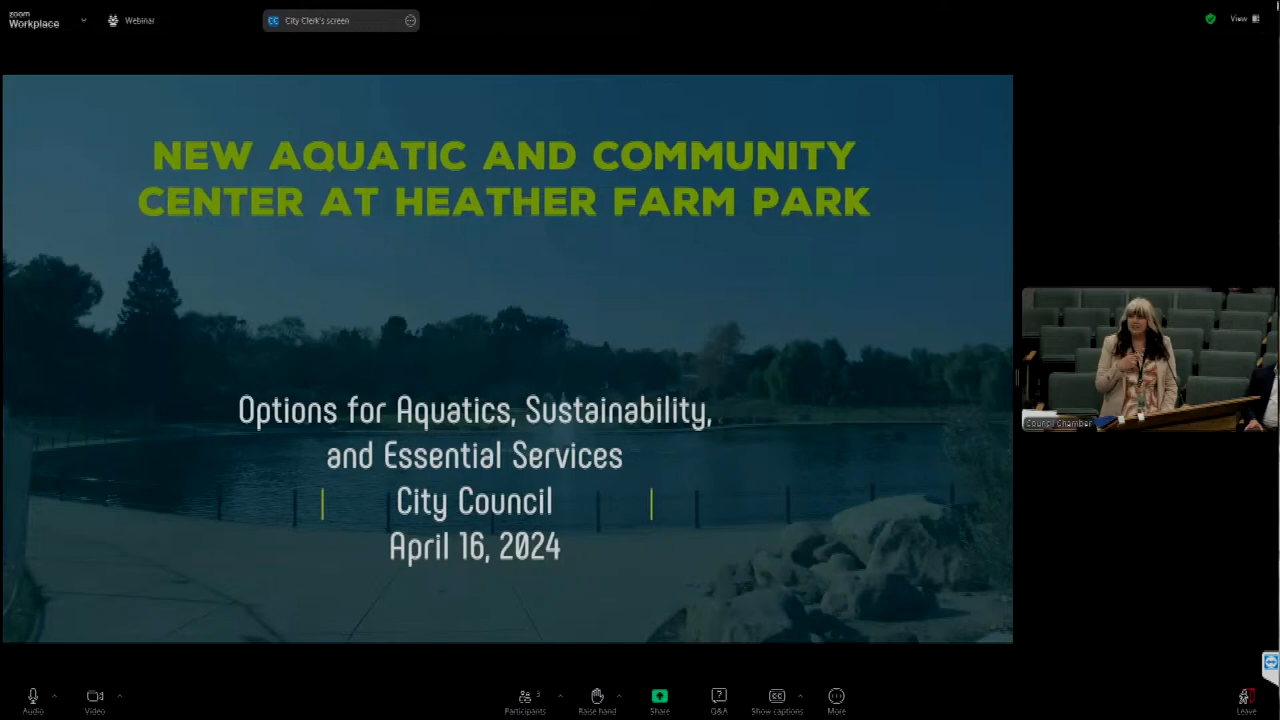 zoom
Workplace
Webinar
CC
City Clerk's screen
View
NEW AQUATIC AND COMMUNITY
CENTER AT HEATHER FARM PARK
Options for Aquatics, Sustainability,
and Essential Services
City Council
April 16, 2024
Council Chamber
3
CC
Audio
Video
Participants
Raise hand
Share
Q&A
Show captions
More
Leave